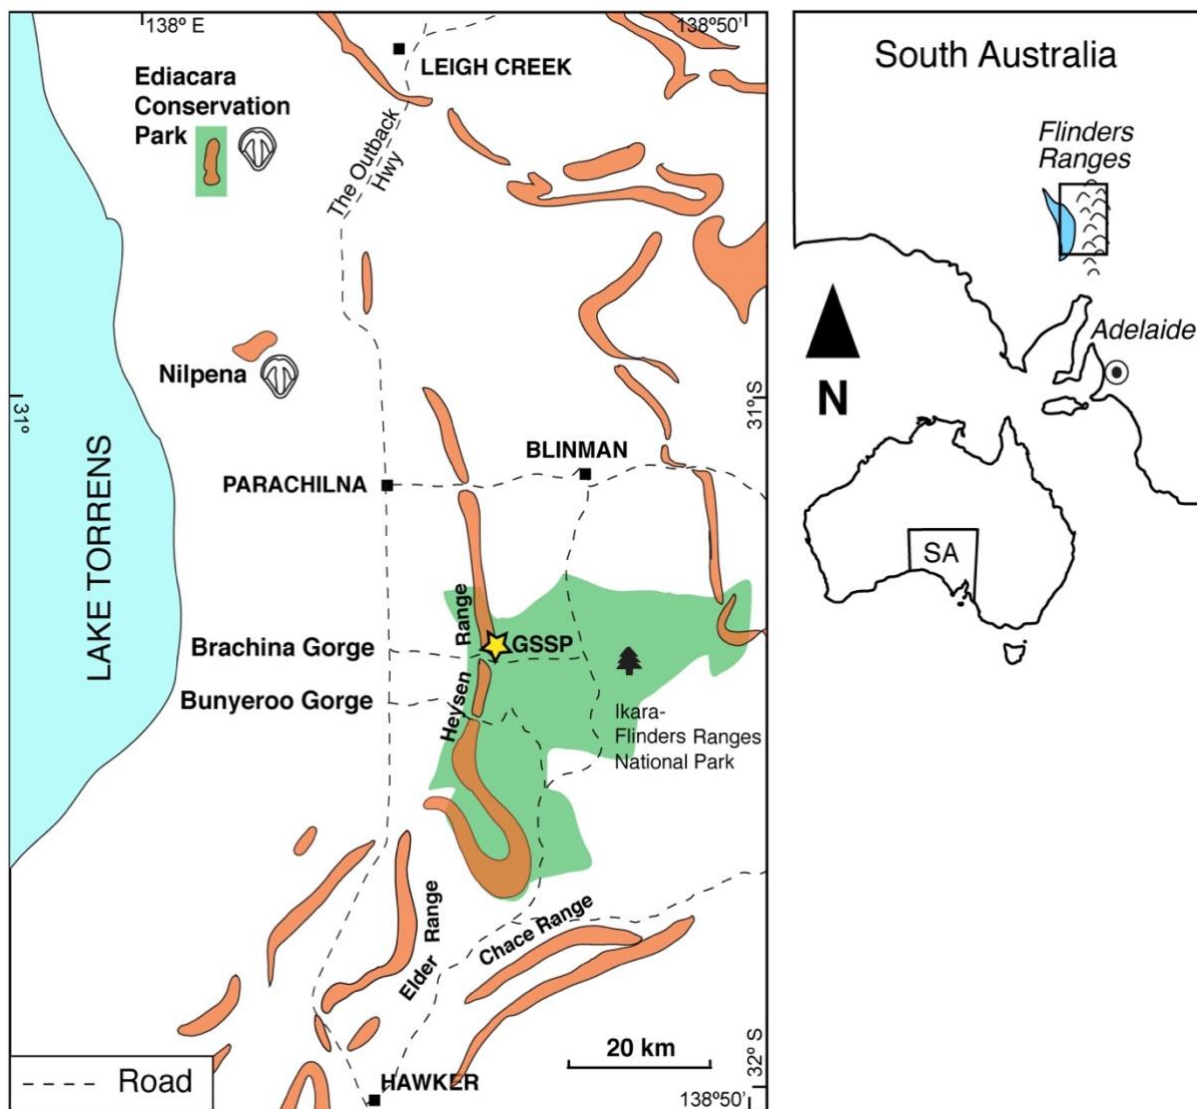 138º E
138º50'
LEIGH CREEK
Ediacara
Conservation
Park
The Outback
Hwy
Nilpena
31º
31º S
LAKE TORRENS
BLINMAN
PARACHILNA
Heysen Range
Brachina Gorge
GSSP
Bunyeroo Gorge
Ikara-
Flinders Ranges
National Park
Elder Range
Chace Range
20 km
32º S
Road
HAWKER
138º50'
South Australia
Flinders
Ranges
Adelaide
N
SA